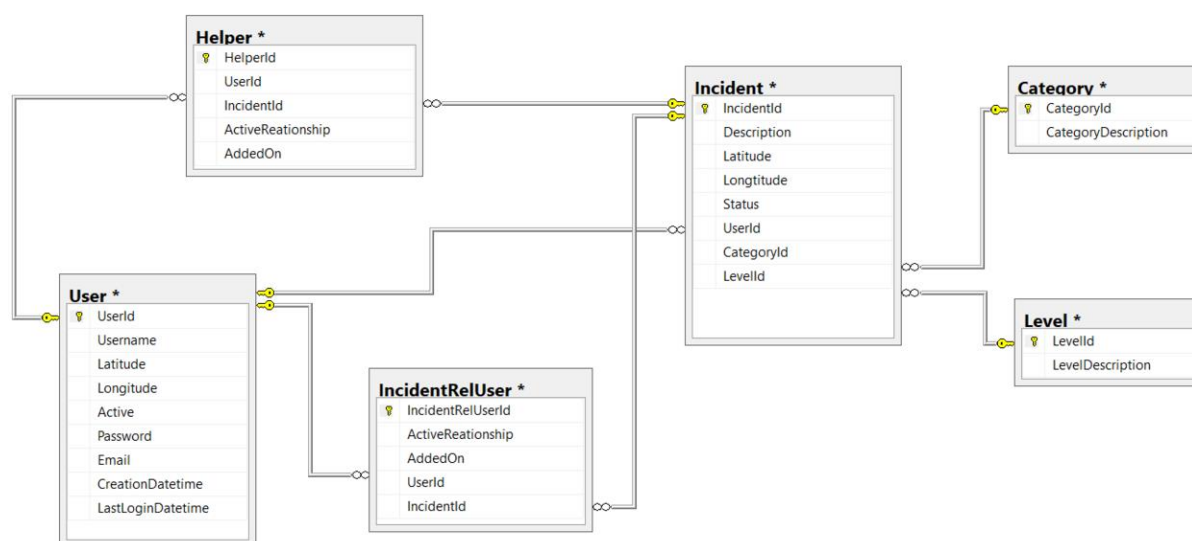 Helper *
HelperId
UserId
IncidentId
ActiveReationship
AddedOn
Incident *
IncidentId
Description
Latitude
Longtitude
Status
UserId
CategoryId
LevelId
Category *
CategoryId
CategoryDescription
User *
UserId
Username
Latitude
Longitude
Active
Password
Email
CreationDatetime
LastLoginDatetime
IncidentRelUser *
IncidentRelUserId
ActiveReationship
AddedOn
UserId
IncidentId
Level *
LevelId
LevelDescription